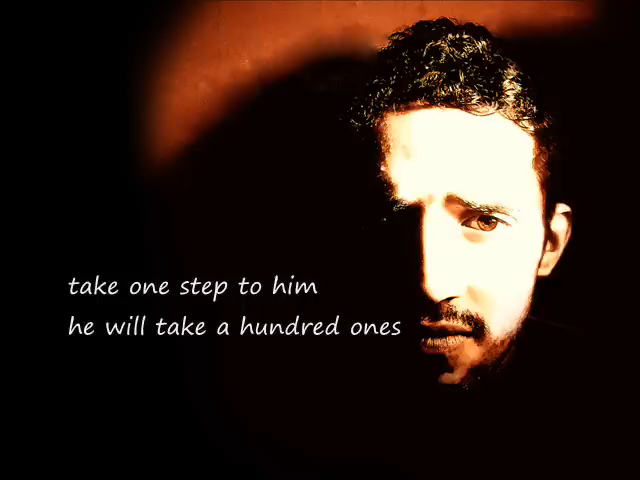 take one step to him
he will take a hundred ones